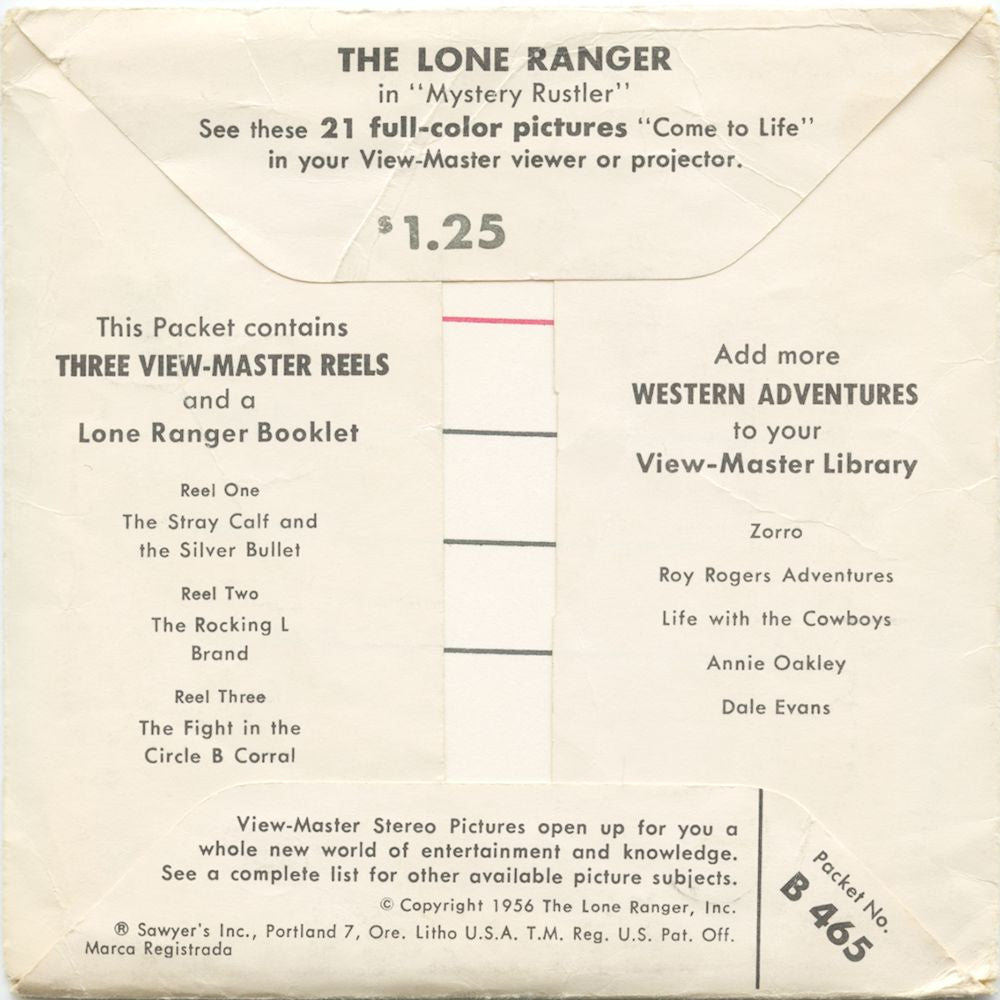 THE LONE RANGER
in "Mystery Rustler"
See these 21 full-color pictures "Come to Life"
in your View-Master viewer or projector.
$1.25
This Packet contains
THREE VIEW-MASTER REELS
and a
Lone Ranger Booklet
Reel One
The Stray Calf and
the Silver Bullet
Reel Two
The Rocking L
Brand
Reel Three
The Fight in the
Circle B Corral
Add more
WESTERN ADVENTURES
to your
View-Master Library
Zorro
Roy Rogers Adventures
Life with the Cowboys
Annie Oakley
Dale Evans
View-Master Stereo Pictures open up for you a
whole new world of entertainment and knowledge.
See a complete list for other available picture subjects.
© Copyright 1956 The Lone Ranger, Inc.
® Sawyer's Inc., Portland 7, Ore. Litho U.S.A. T.M. Reg. U.S. Pat. Off.
Marca Registrada
Packet No.
B 465